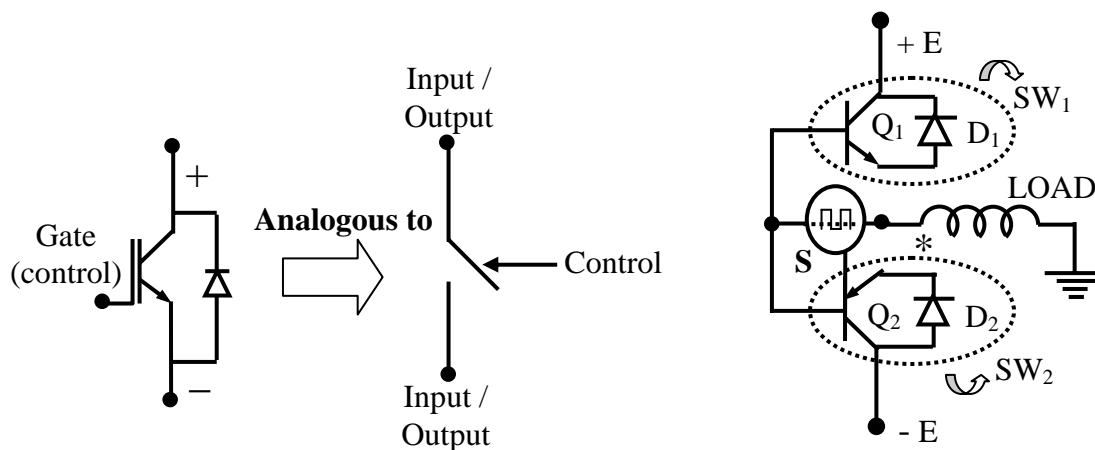 +
Gate
(control)
−
Analogous to
Input /
Output
Control
Input /
Output
+ E
SW₁
Q₁
D₁
LOAD
S
*
Q₂
D₂
SW₂
- E